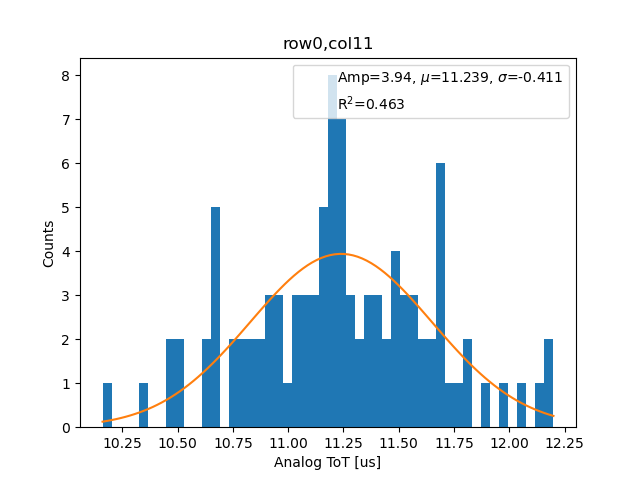 row0,col11
Amp=3.94, μ=11.239, σ=-0.411
R²=0.463
8
7
6
5
4
3
2
1
0
Counts
10.25 10.50 10.75 11.00 11.25 11.50 11.75 12.00 12.25
Analog ToT [us]